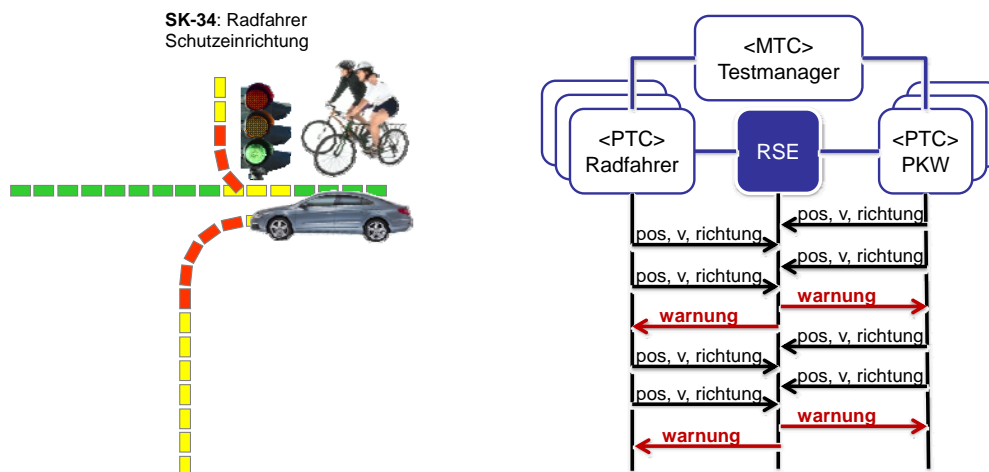 SK-34: Radfahrer
Schutzeinrichtung
<MTC>
Testmanager
<PTC>
Radfahrer
RSE
<PTC>
PKW
pos, v, richtung
pos, v, richtung
pos, v, richtung
pos, v, richtung
warnung
warnung
pos, v, richtung
pos, v, richtung
pos, v, richtung
pos, v, richtung
warnung
warnung